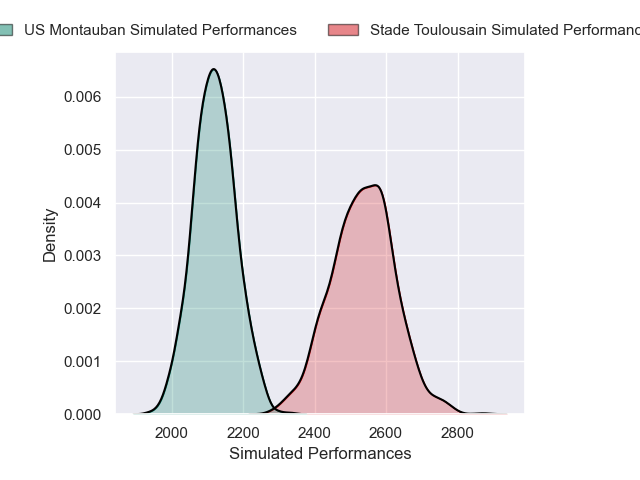 US Montauban Simulated Performances Stade Toulousain Simulated Performanc
0.006
0.005
0.004
0.003
0.002
0.001
0.000
Density
2000 2200 2400 2600 2800
Simulated Performances